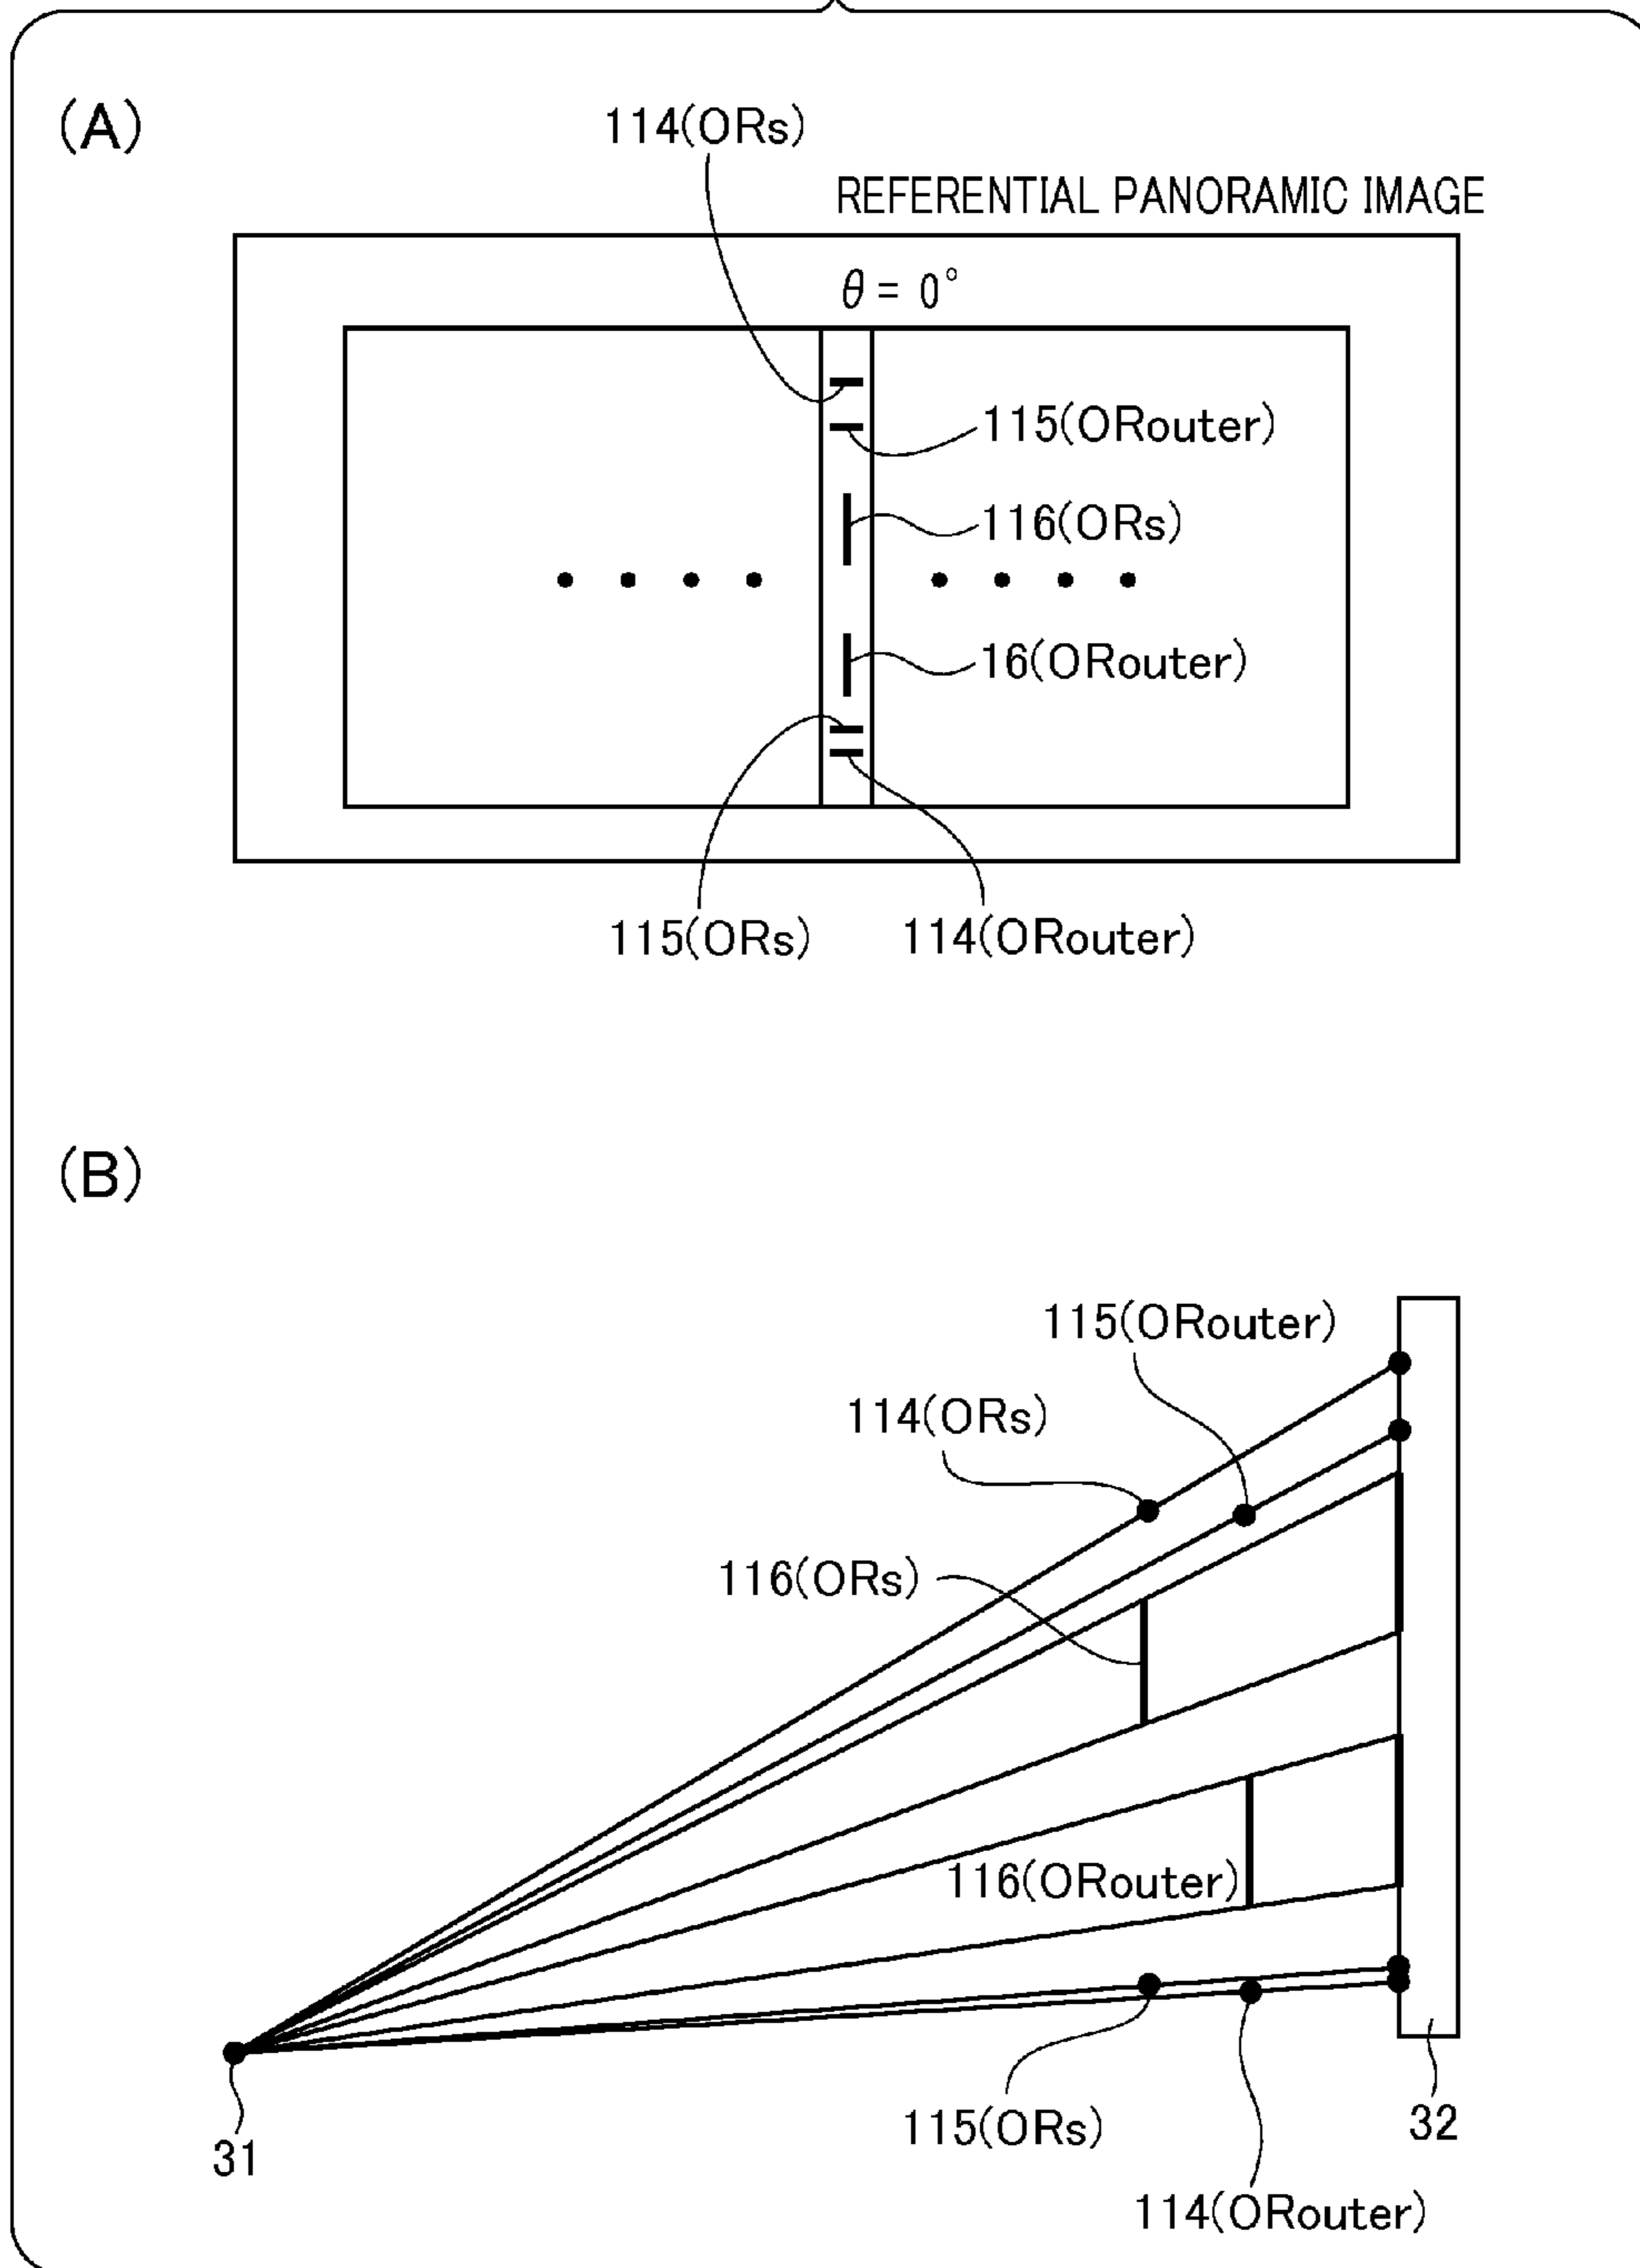 (A)
114(ORs)
REFERENTIAL PANORAMIC IMAGE
θ = 0°
115(ORouter)
116(ORs)
16(ORouter)
115(ORs)
114(ORouter)
(B)
115(ORouter)
114(ORs)
116(ORs)
116(ORouter)
115(ORs)
32
31
114(ORouter)